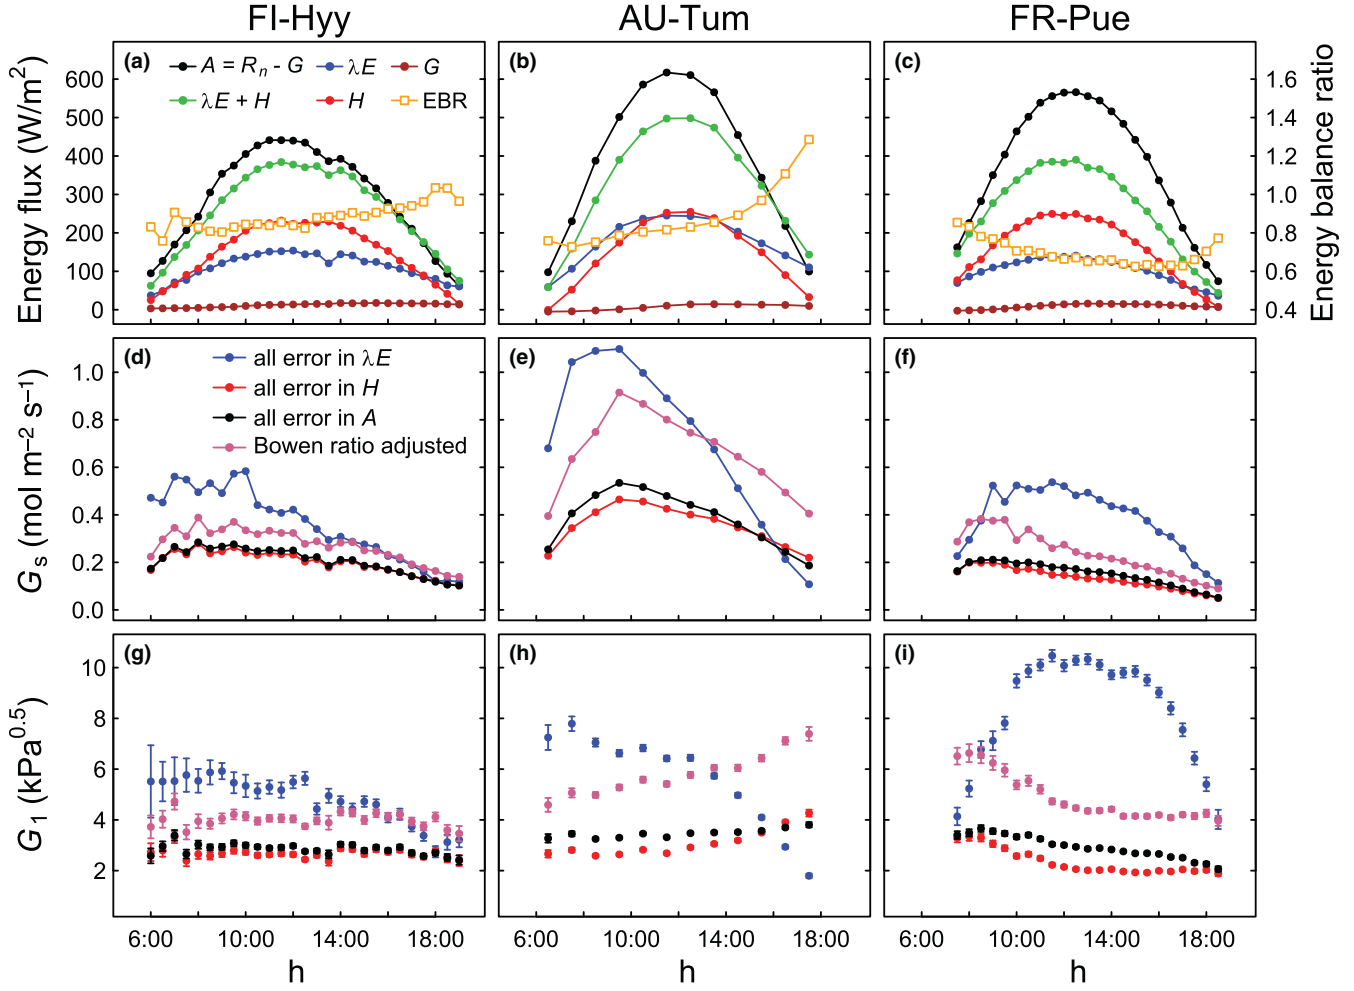 FI-Hyy AU-Tum FR-Pue
(a) A = Rn - G λE G
λE + H H EBR
(b)
(c)
Energy flux (W/m²)
600
500
400
300
200
100
0
Energy balance ratio
1.6
1.4
1.2
1.0
0.8
0.6
0.4
(d) all error in λE
all error in H
all error in A
Bowen ratio adjusted
(e)
(f)
Gs (mol m⁻² s⁻¹)
1.0
0.8
0.6
0.4
0.2
0.0
(g)
(h)
(i)
G1 (kPa^0.5)
10
8
6
4
2
6:00 10:00 14:00 18:00
6:00 10:00 14:00 18:00
6:00 10:00 14:00 18:00
h h h